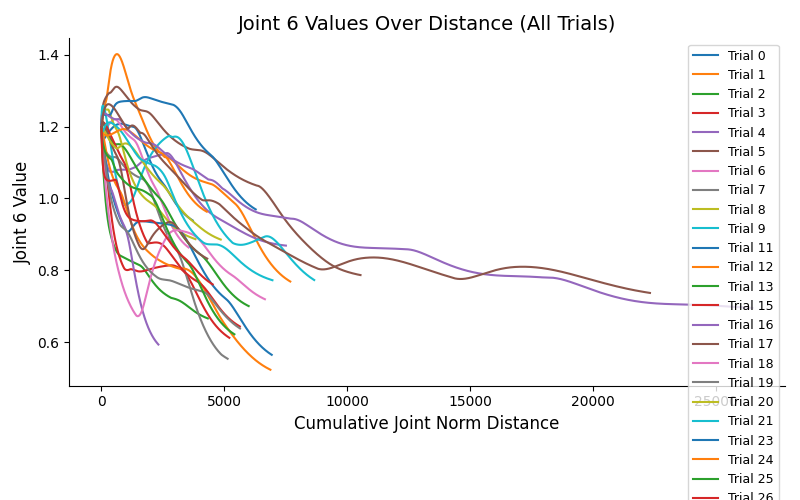 Joint 6 Values Over Distance (All Trials)
Joint 6 Value
1.4
1.2
1.0
0.8
0.6
0
5000
10000
15000
20000
25000
Cumulative Joint Norm Distance
Trial 0
Trial 1
Trial 2
Trial 3
Trial 4
Trial 5
Trial 6
Trial 7
Trial 8
Trial 9
Trial 11
Trial 12
Trial 13
Trial 15
Trial 16
Trial 17
Trial 18
Trial 19
Trial 20
Trial 21
Trial 23
Trial 24
Trial 25
Trial 26